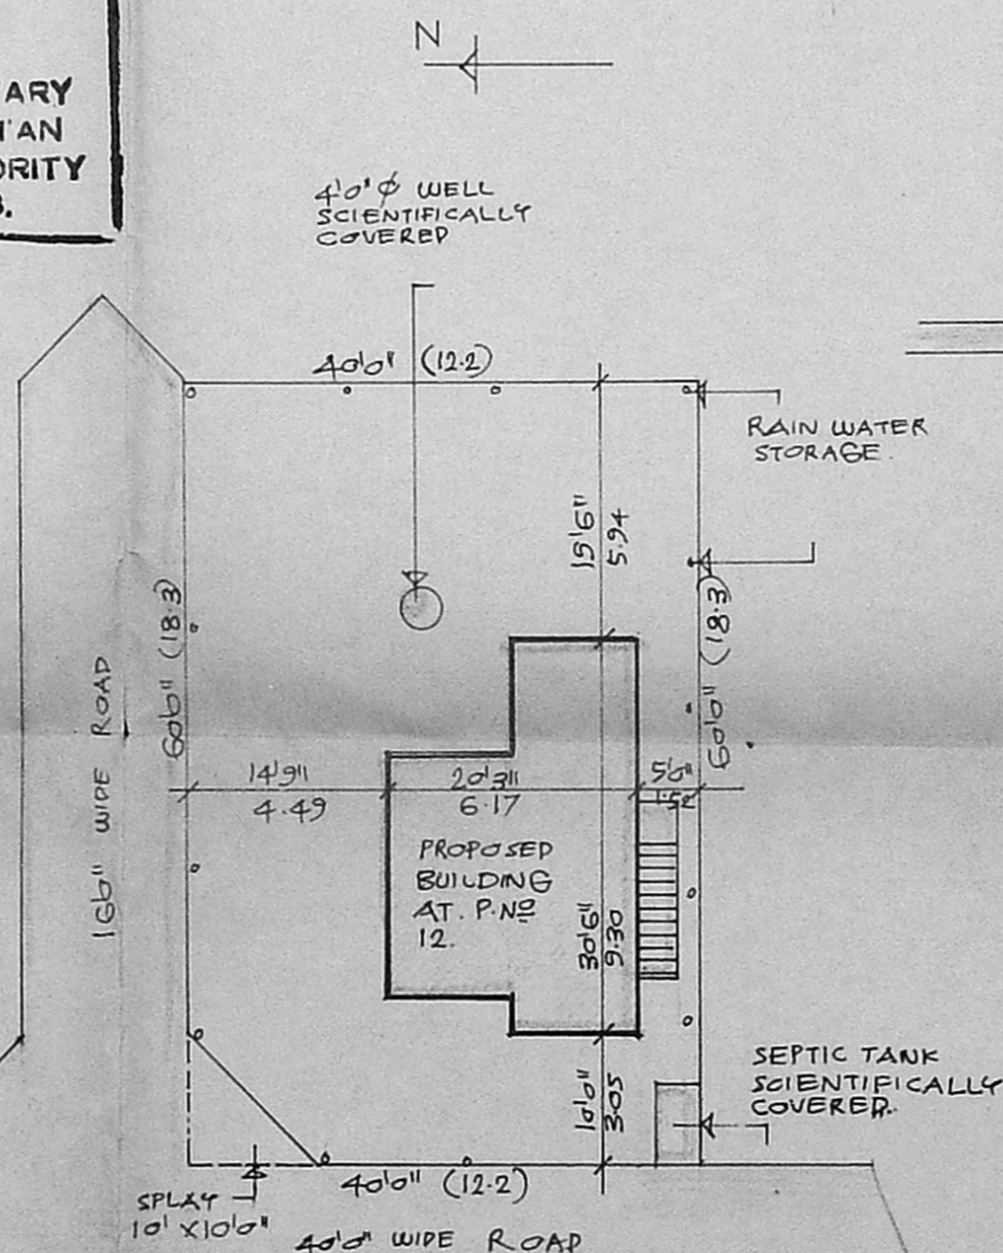 N
ARY
ORITY
4'0" ϕ WELL
SCIENTIFICALLY
COVERED
40'0" (12.2)
RAIN WATER
STORAGE.
19'6"
5.94
60'0" (18.3)
60'0" (18.3)
16'6" WIDE ROAD
14'9"
4.49
20'3"
6.17
5'0"
1.52
PROPOSED
BUILDING
AT. P.Nº
12.
30'6"
9.30
10'0"
3.05
SEPTIC TANK
SCIENTIFICALLY
COVERED.
40'0" (12.2)
SPLAY
10' X 10'0"
40'0" WIDE ROAD